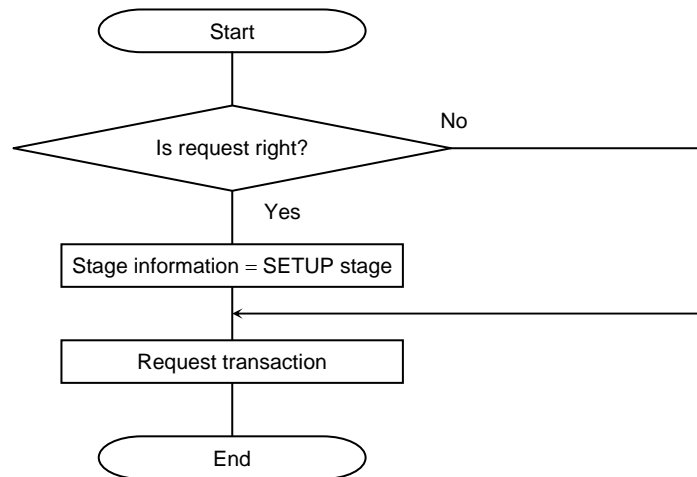 Start
Is request right?
No
Yes
Stage information = SETUP stage
Request transaction
End